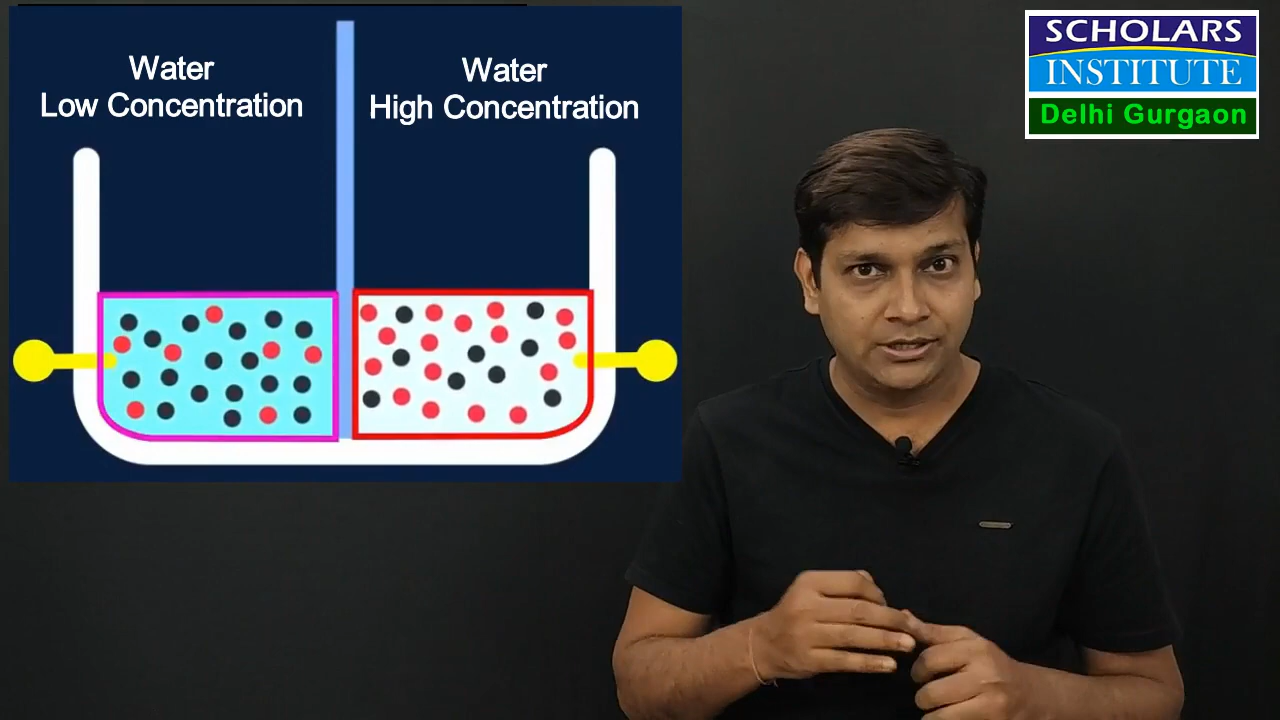 Water
Low Concentration
Water
High Concentration
SCHOLARS
INSTITUTE
Delhi Gurgaon